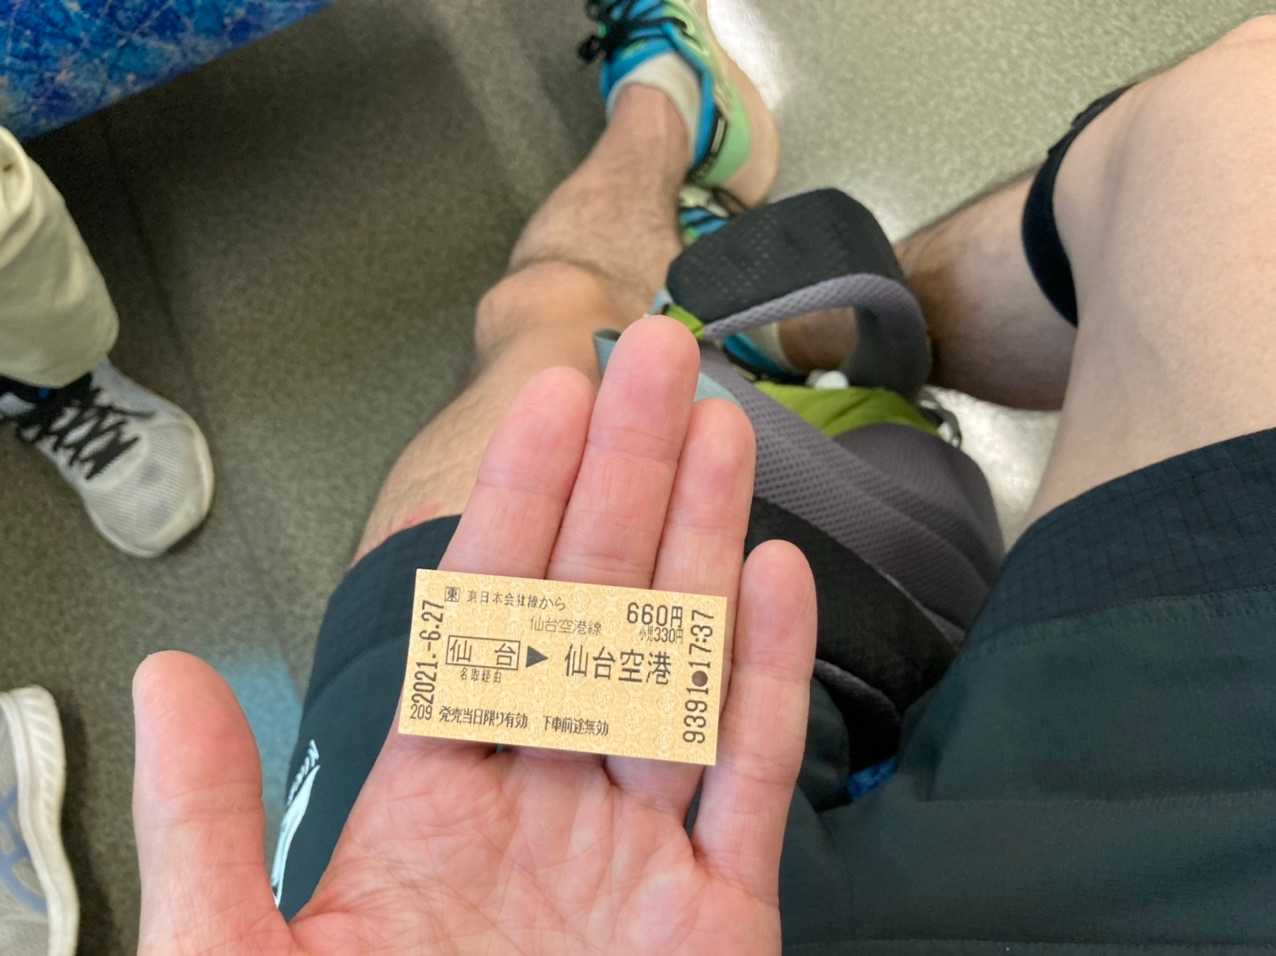 東 東日本会社線から
仙台空港線
660円
小児330円
仙台▶仙台空港
名取経由
発売当日限り有効 下車前途無効
2021.-6.27
209
9391●17:37